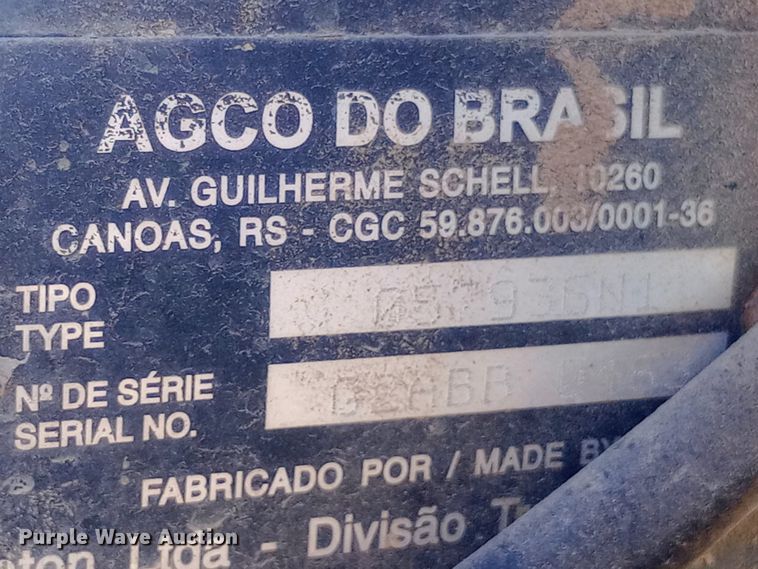 AGCO DO BRASIL
AV. GUILHERME SCHELL, 10260
CANOAS, RS - CGC 59.876.003/0001-36
TIPO
TYPE
Nº DE SÉRIE
SERIAL NO.
FABRICADO POR / MADE BY
Ltda - Divisão
Purple Wave Auction